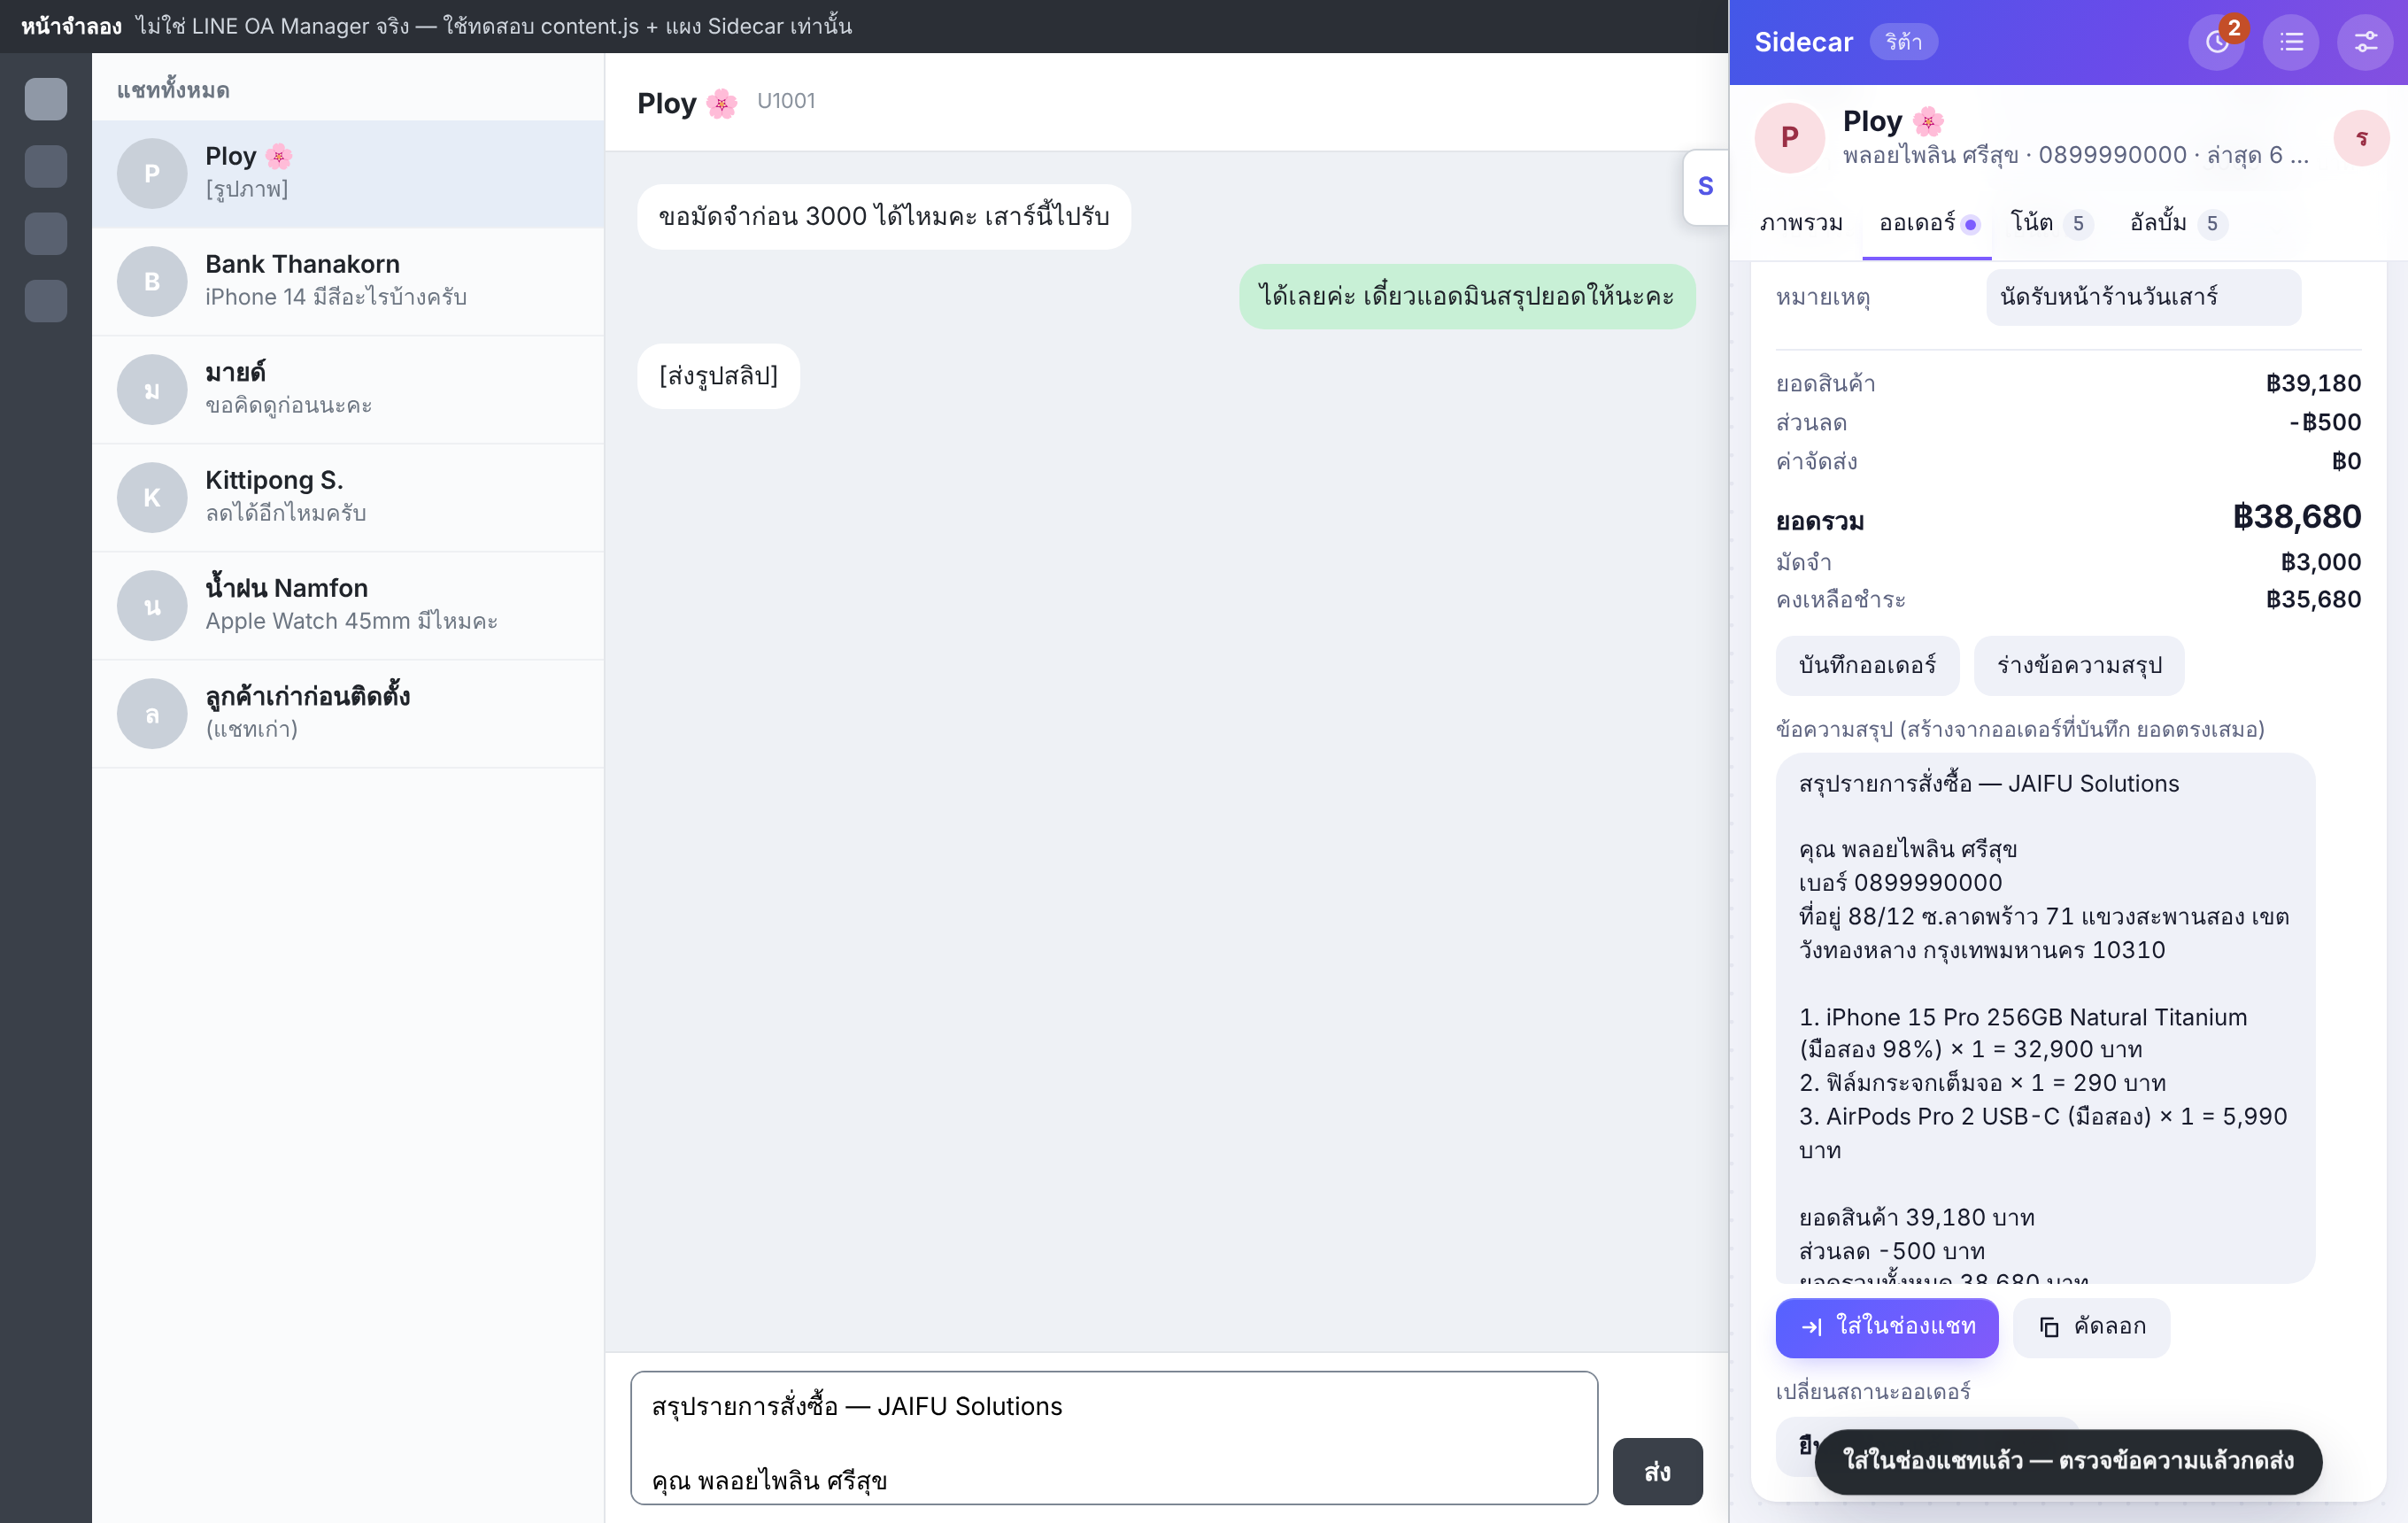 หน้าจำลอง ไม่ใช่ LINE OA Manager จริง — ใช้ทดสอบ content.js + แผง Sidecar เท่านั้น
แชททั้งหมด
P
Ploy 🌸
[รูปภาพ]
B
Bank Thanakorn
iPhone 14 มีสีอะไรบ้างครับ
ม
มายด์
ขอคิดดูก่อนนะคะ
K
Kittipong S.
ลดได้อีกไหมครับ
น
น้ำฝน Namfon
Apple Watch 45mm มีไหมคะ
ล
ลูกค้าเก่าก่อนติดตั้ง
(แชทเก่า)
Ploy 🌸 U1001
ขอมัดจำก่อน 3000 ได้ไหมคะ เสาร์นี้ไปรับ
ได้เลยค่ะ เดี๋ยวแอดมินสรุปยอดให้นะคะ
[ส่งรูปสลิป]
S
สรุปรายการสั่งซื้อ — JAIFU Solutions
คุณ พลอยไพลิน ศรีสุข
ส่ง
Sidecar ริต้า 2
P
Ploy 🌸
พลอยไพลิน ศรีสุข · 0899990000 · ล่าสุด 6 ...
ร
ภาพรวม ออเดอร์ โน้ต 5 อัลบั้ม 5
หมายเหตุ นัดรับหน้าร้านวันเสาร์
ยอดสินค้า ฿39,180
ส่วนลด -฿500
ค่าจัดส่ง ฿0
ยอดรวม ฿38,680
มัดจำ ฿3,000
คงเหลือชำระ ฿35,680
บันทึกออเดอร์ ร่างข้อความสรุป
ข้อความสรุป (สร้างจากออเดอร์ที่บันทึก ยอดตรงเสมอ)
สรุปรายการสั่งซื้อ — JAIFU Solutions
คุณ พลอยไพลิน ศรีสุข
เบอร์ 0899990000
ที่อยู่ 88/12 ซ.ลาดพร้าว 71 แขวงสะพานสอง เขต
วังทองหลาง กรุงเทพมหานคร 10310
1. iPhone 15 Pro 256GB Natural Titanium
(มือสอง 98%) × 1 = 32,900 บาท
2. ฟิล์มกระจกเต็มจอ × 1 = 290 บาท
3. AirPods Pro 2 USB-C (มือสอง) × 1 = 5,990
บาท
ยอดสินค้า 39,180 บาท
ส่วนลด -500 บาท
ยอดรวมทั้งหมด 38,680 บาท
ใส่ในช่องแชท คัดลอก
เปลี่ยนสถานะออเดอร์
ใส่ในช่องแชทแล้ว — ตรวจข้อความแล้วกดส่ง